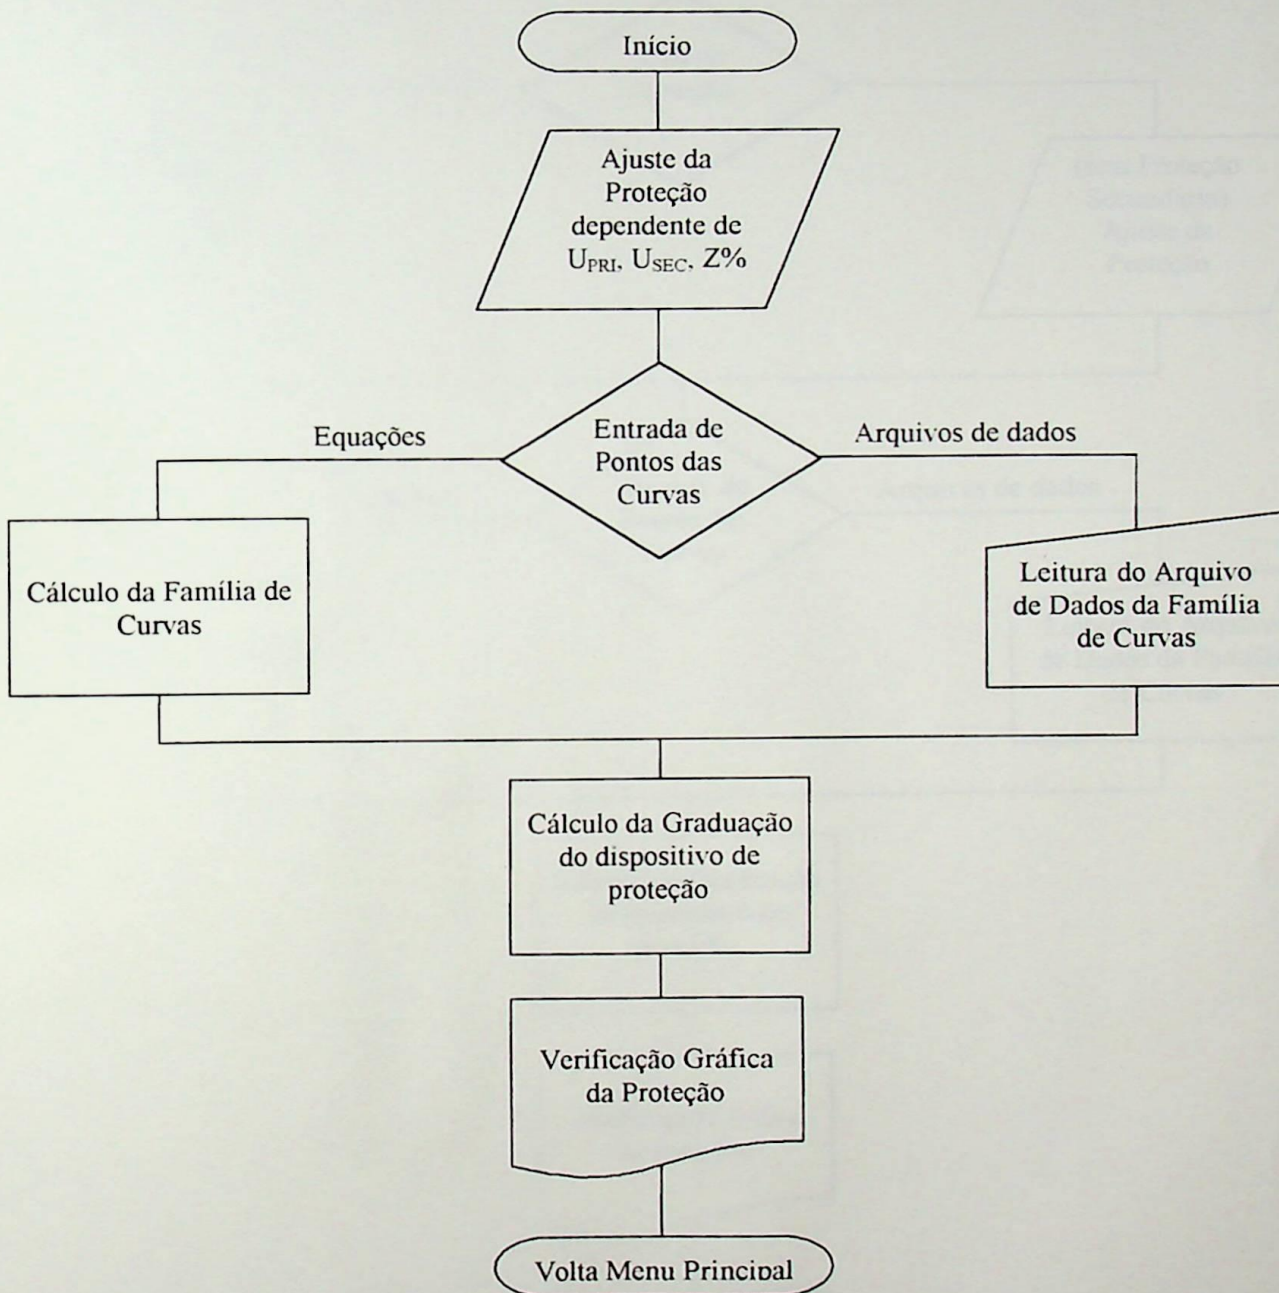 Início
Ajuste da
Proteção
dependente de
U_PRI, U_SEC, Z%
Equações
Entrada de
Pontos das
Curvas
Arquivos de dados
Cálculo da Família de
Curvas
Leitura do Arquivo
de Dados da Família
de Curvas
Cálculo da Graduação
do dispositivo de
proteção
Verificação Gráfica
da Proteção
Volta Menu Principal